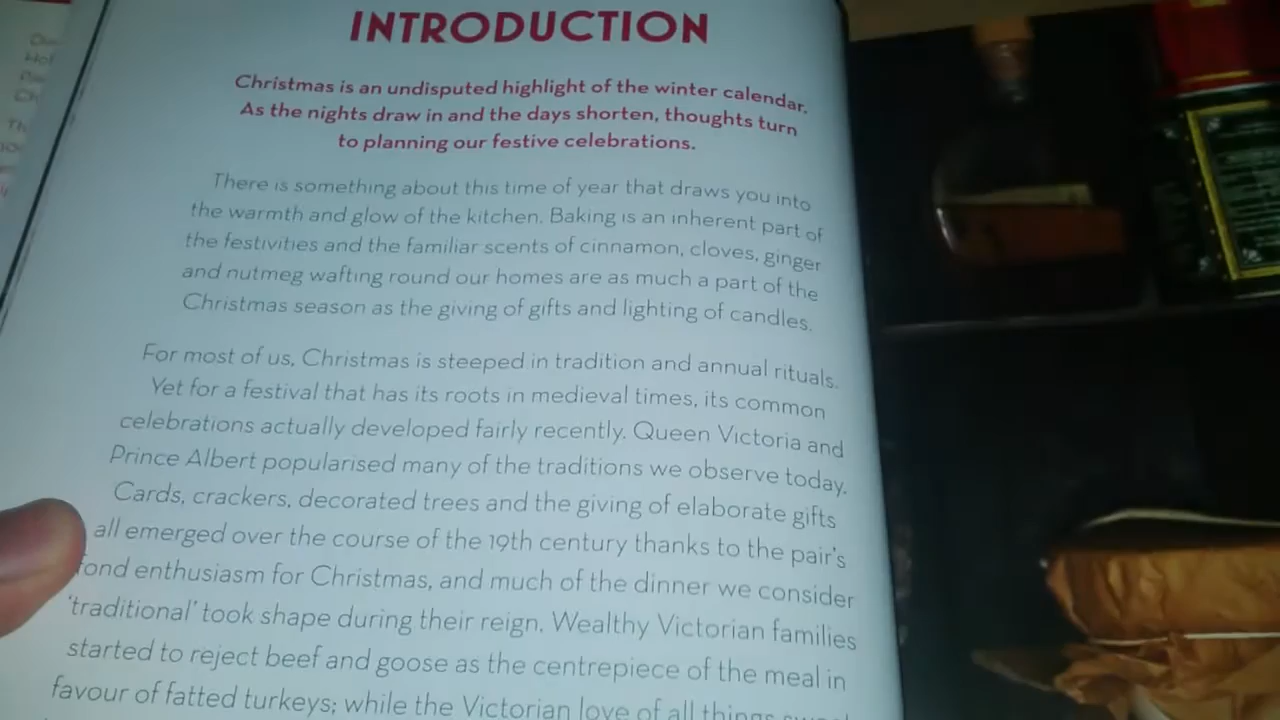 INTRODUCTION
Christmas is an undisputed highlight of the winter calendar.
As the nights draw in and the days shorten, thoughts turn
to planning our festive celebrations.
There is something about this time of year that draws you into
the warmth and glow of the kitchen. Baking is an inherent part of
the festivities and the familiar scents of cinnamon, cloves, ginger
and nutmeg wafting round our homes are as much a part of the
Christmas season as the giving of gifts and lighting of candles.
For most of us, Christmas is steeped in tradition and annual rituals.
Yet for a festival that has its roots in medieval times, its common
celebrations actually developed fairly recently. Queen Victoria and
Prince Albert popularised many of the traditions we observe today.
Cards, crackers, decorated trees and the giving of elaborate gifts
all emerged over the course of the 19th century thanks to the pair's
fond enthusiasm for Christmas, and much of the dinner we consider
'traditional' took shape during their reign. Wealthy Victorian families
started to reject beef and goose as the centrepiece of the meal in
favour of fatted turkeys; while the Victorian love of all things